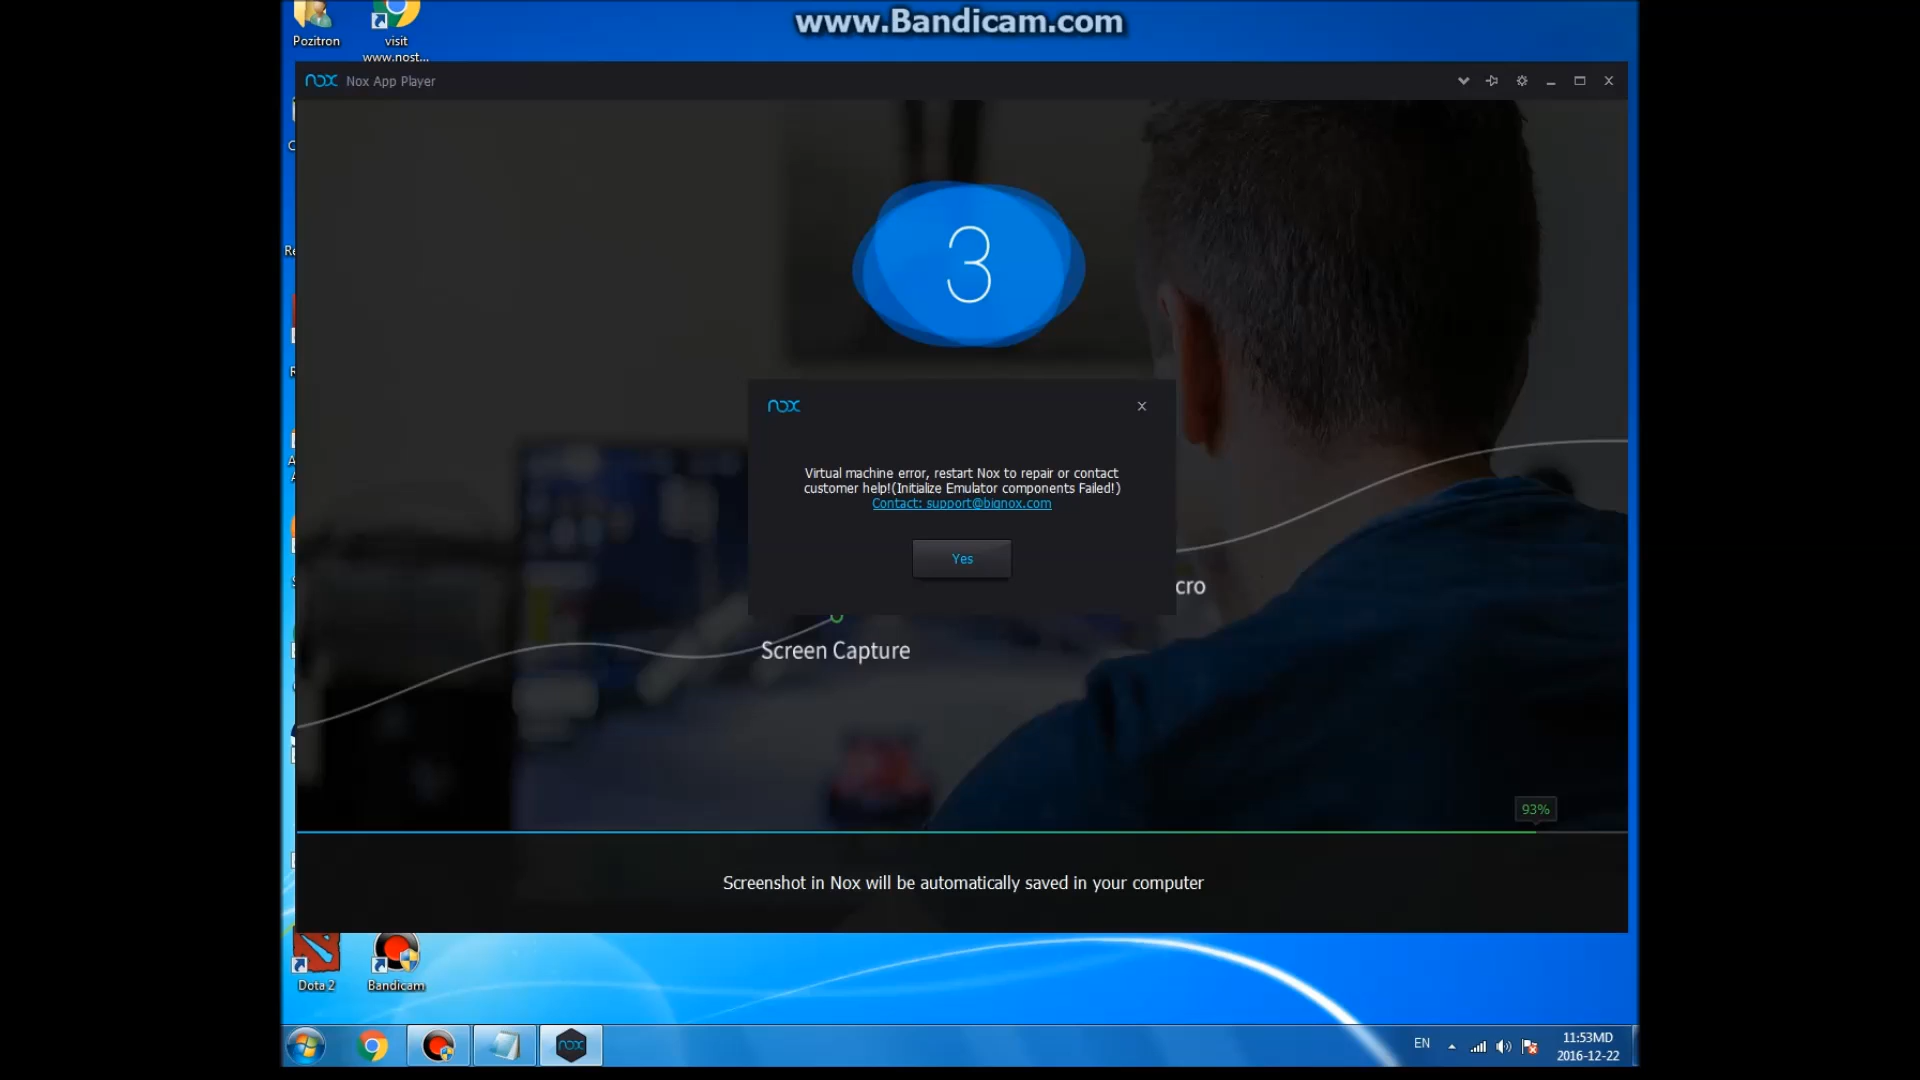 www.Bandicam.com
Pozitron
visit
www.nost...
nox Nox App Player
3
nox
Virtual machine error, restart Nox to repair or contact
customer help!(Initialize Emulator components Failed!)
Contact: support@bignox.com
Yes
cro
Screen Capture
93%
Screenshot in Nox will be automatically saved in your computer
Dota 2
Bandicam
nox
EN
11:53MD
2016-12-22